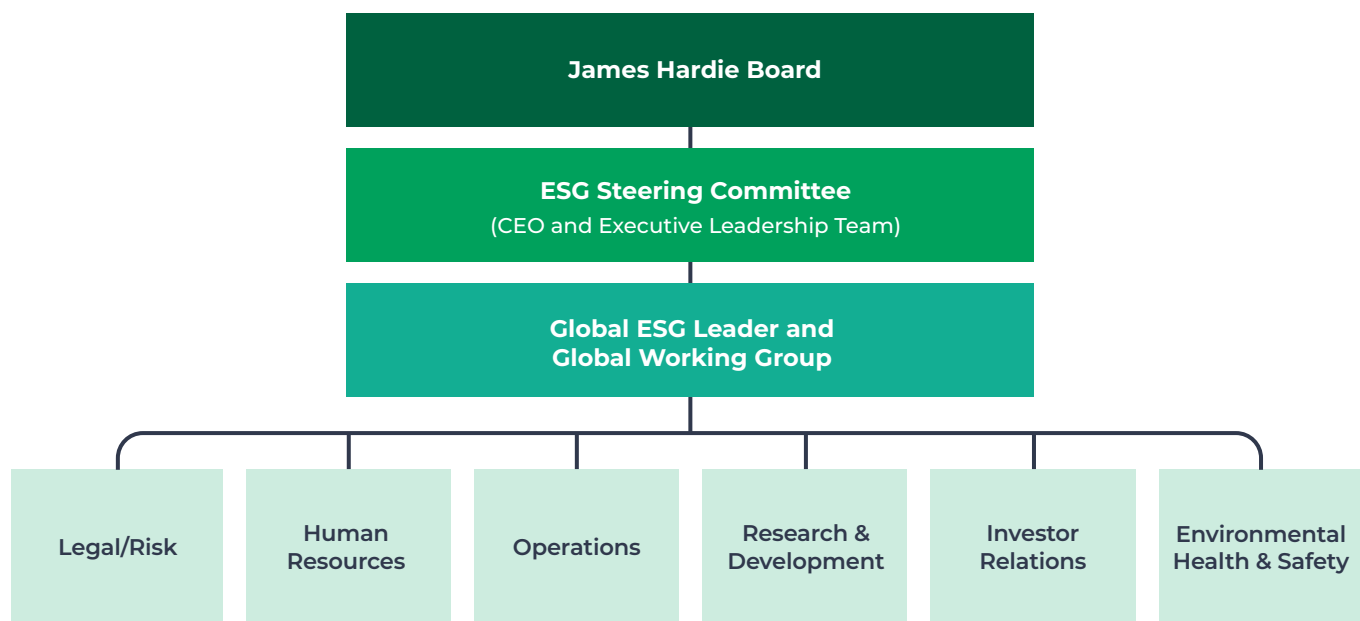 James Hardie Board
ESG Steering Committee
(CEO and Executive Leadership Team)
Global ESG Leader and
Global Working Group
Legal/Risk
Human
Resources
Operations
Research &
Development
Investor
Relations
Environmental
Health & Safety